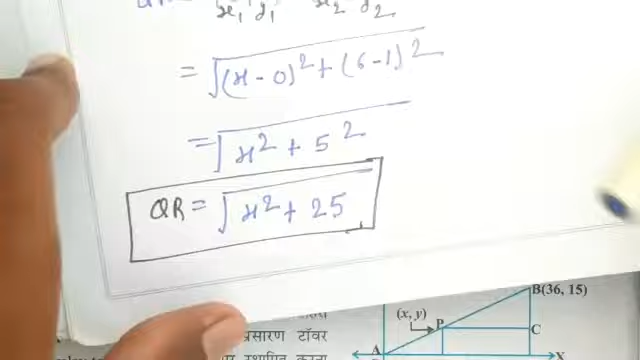 x₁ y₁ x₂ y₂
= √(x - 0)² + (6 - 1)²
= √x² + 5²
QR = √x² + 25
B(36, 15)
(x, y)
प्रसारण टॉवर
P
C
A
X